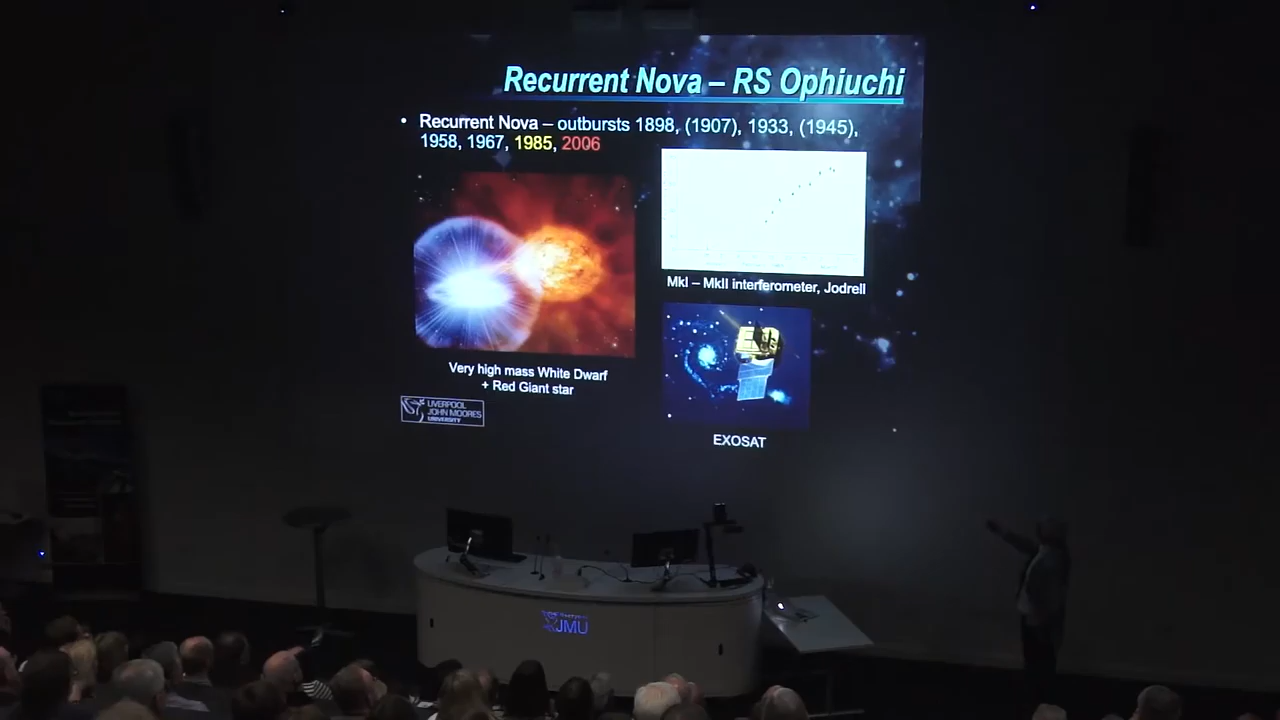 Recurrent Nova – RS Ophiuchi
• Recurrent Nova – outbursts 1898, (1907), 1933, (1945),
1958, 1967, 1985, 2006
MkI – MkII interferometer, Jodrell
Very high mass White Dwarf
+ Red Giant star
LIVERPOOL
JOHN MOORES
UNIVERSITY
EXOSAT
JMU